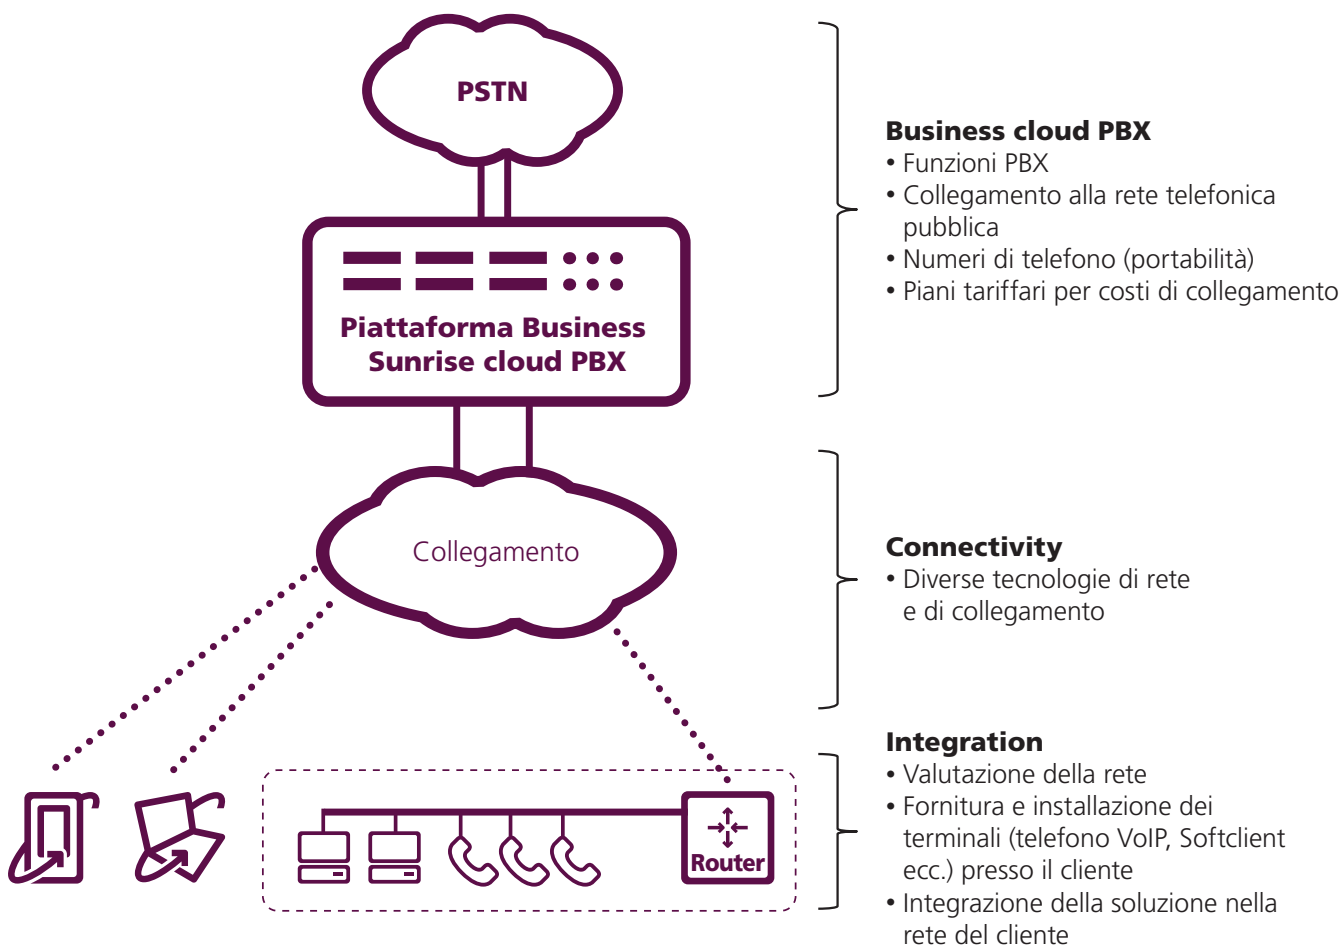 PSTN
Piattaforma Business
Sunrise cloud PBX
Collegamento
Router
Business cloud PBX
• Funzioni PBX
• Collegamento alla rete telefonica
pubblica
• Numeri di telefono (portabilità)
• Piani tariffari per costi di collegamento
Connectivity
• Diverse tecnologie di rete
e di collegamento
Integration
• Valutazione della rete
• Fornitura e installazione dei
terminali (telefono VoIP, Softclient
ecc.) presso il cliente
• Integrazione della soluzione nella
rete del cliente